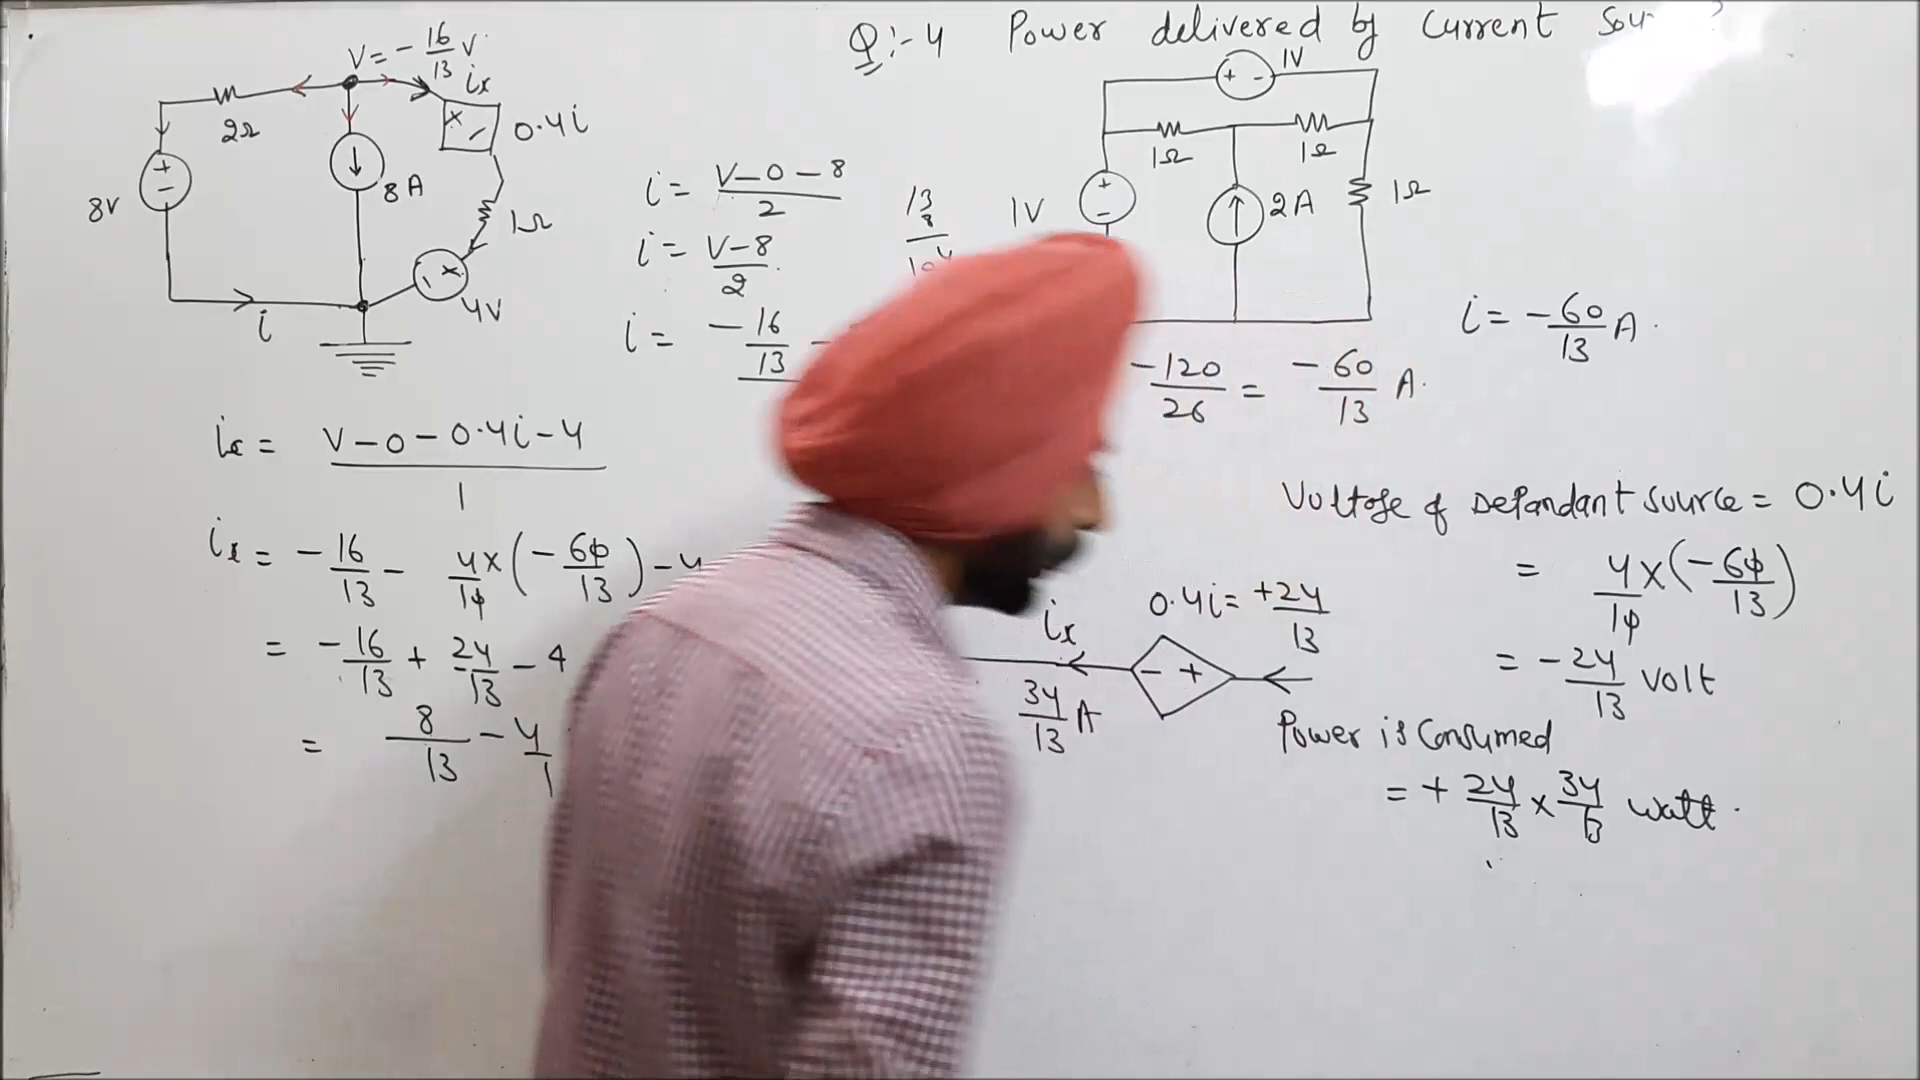 Q:- 4 Power delivered by Current
V = - 16/13 V
ix
2Ω
8V
8A
0.4i
1Ω
4V
i
i = V-0-8 / 2
i = V-8 / 2
i = - 16/13 -
13
8
1V
1V
1Ω
1Ω
2A
1Ω
-120/26 = -60/13 A.
i = -60/13 A.
ix = V-0-0.4i-4 / 1
ix = -16/13 - 4/10 × (-60/13) - 4
= -16/13 + 24/13 - 4
= 8/13 - 4/1
ix
34/13 A
0.4i = +24/13
- +
Voltage of Dependant Source = 0.4i
= 4/10 × (-60/13)
= -24/13 volt
Power is Consumed
= + 24/13 × 34/13 watt.